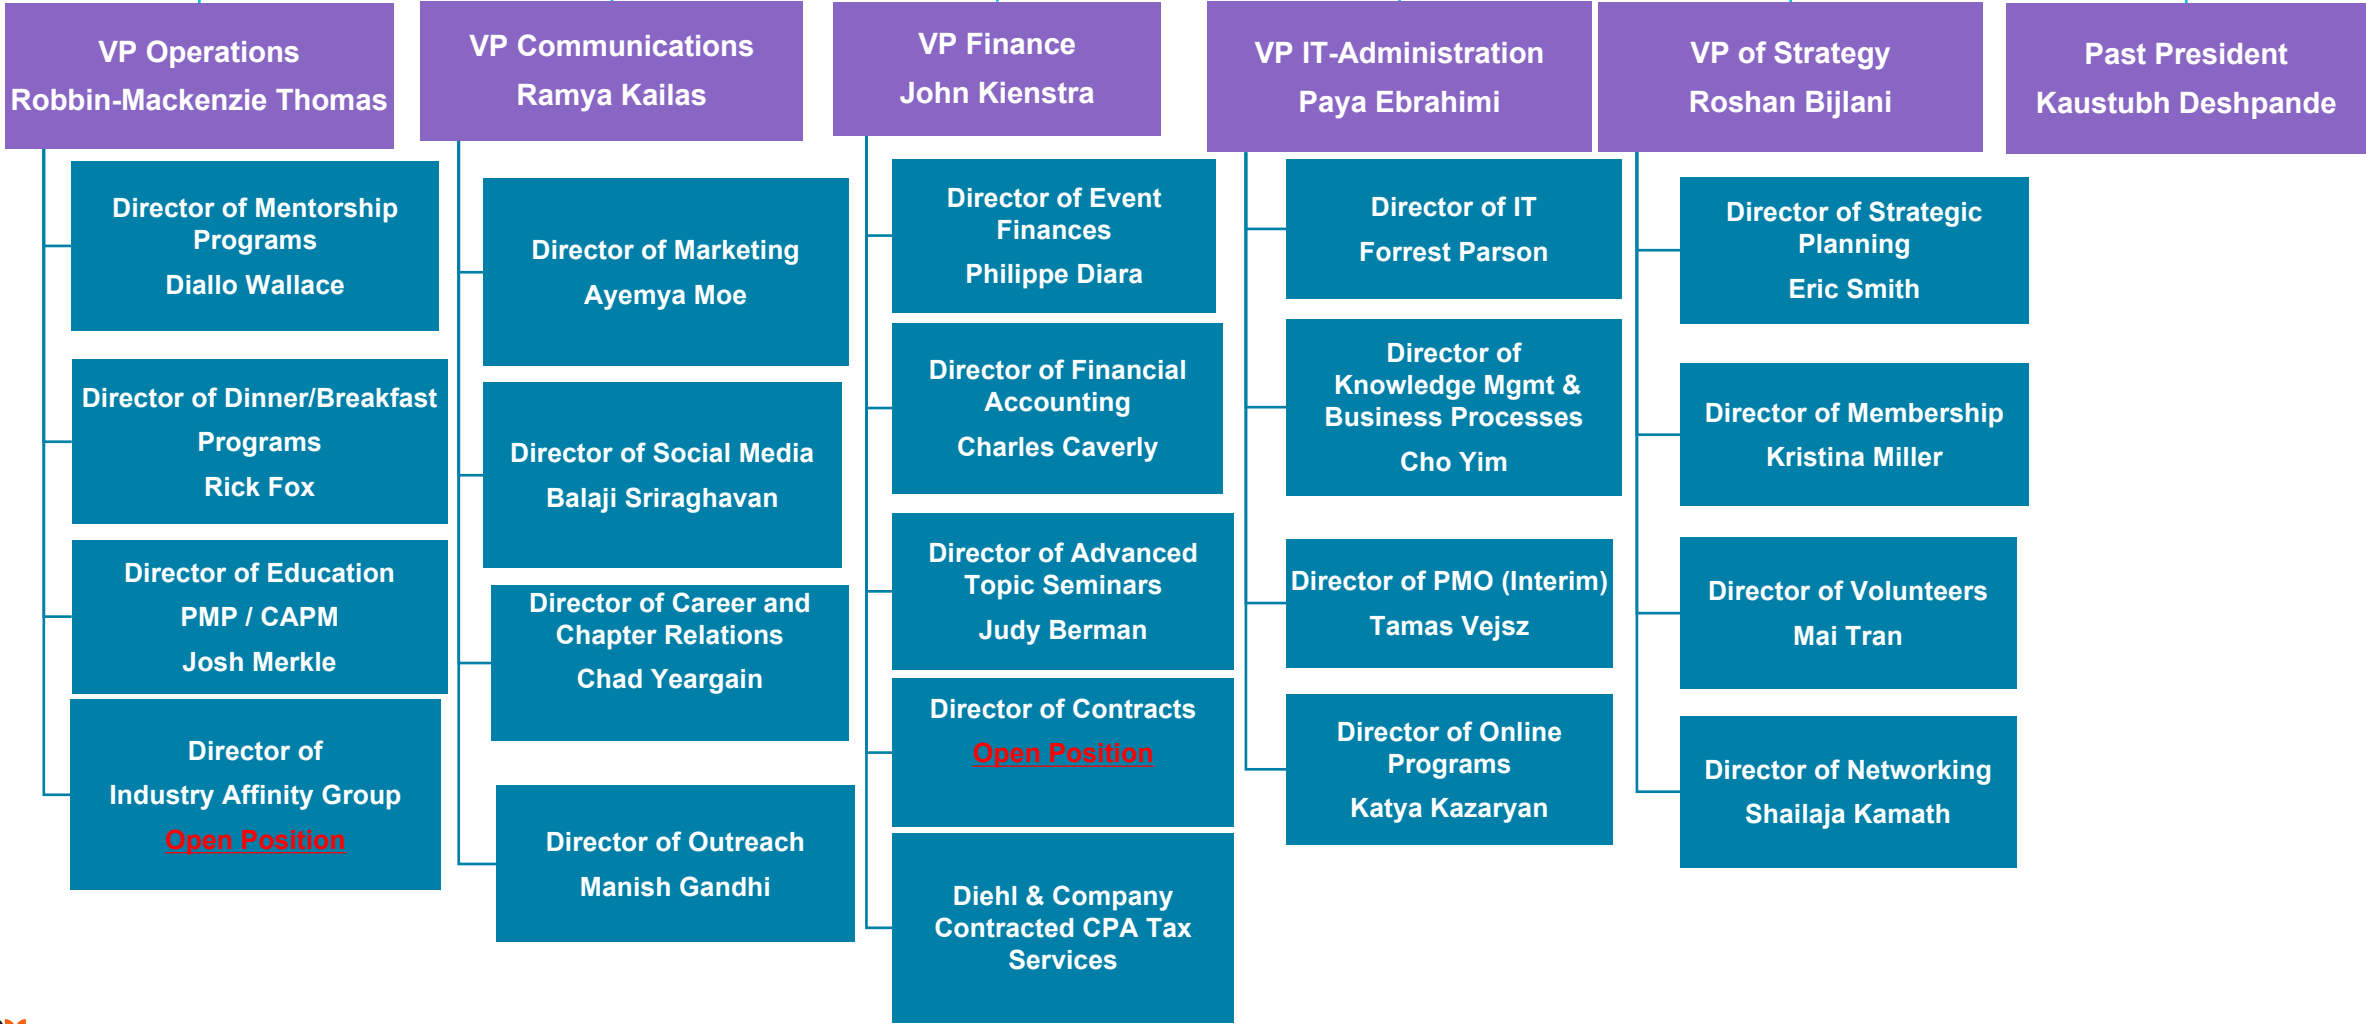 VP Operations
Robbin-Mackenzie Thomas
Director of Mentorship
Programs
Diallo Wallace
Director of Dinner/Breakfast
Programs
Rick Fox
Director of Education
PMP / CAPM
Josh Merkle
Director of
Industry Affinity Group
Open Position
VP Communications
Ramya Kailas
Director of Marketing
Ayemya Moe
Director of Social Media
Balaji Sriraghavan
Director of Career and
Chapter Relations
Chad Yeargain
Director of Outreach
Manish Gandhi
VP Finance
John Kienstra
Director of Event
Finances
Philippe Diara
Director of Financial
Accounting
Charles Caverly
Director of Advanced
Topic Seminars
Judy Berman
Director of Contracts
Open Position
Diehl & Company
Contracted CPA Tax
Services
VP IT-Administration
Paya Ebrahimi
Director of IT
Forrest Parson
Director of
Knowledge Mgmt &
Business Processes
Cho Yim
Director of PMO (Interim)
Tamas Vejsz
Director of Online
Programs
Katya Kazaryan
VP of Strategy
Roshan Bijlani
Director of Strategic
Planning
Eric Smith
Director of Membership
Kristina Miller
Director of Volunteers
Mai Tran
Director of Networking
Shailaja Kamath
Past President
Kaustubh Deshpande